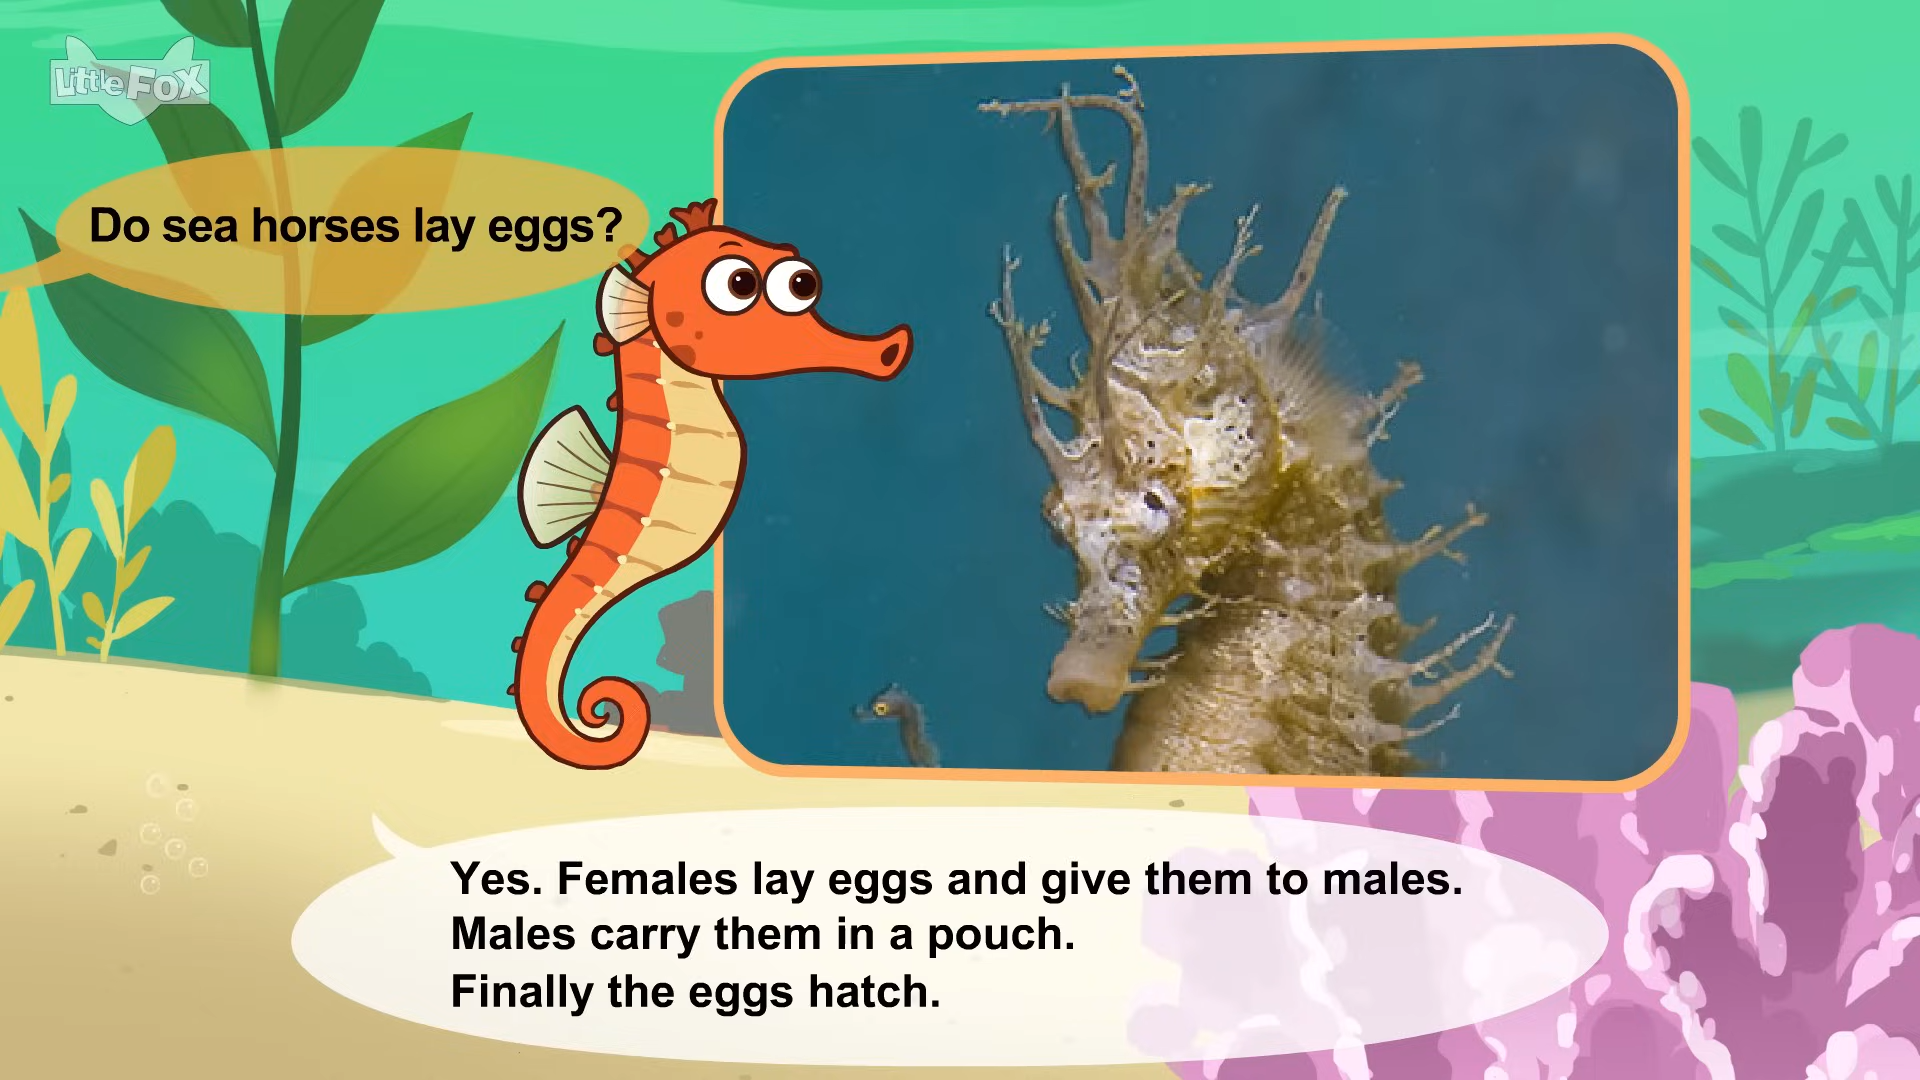 Little Fox
Do sea horses lay eggs?
Yes. Females lay eggs and give them to males.
Males carry them in a pouch.
Finally the eggs hatch.